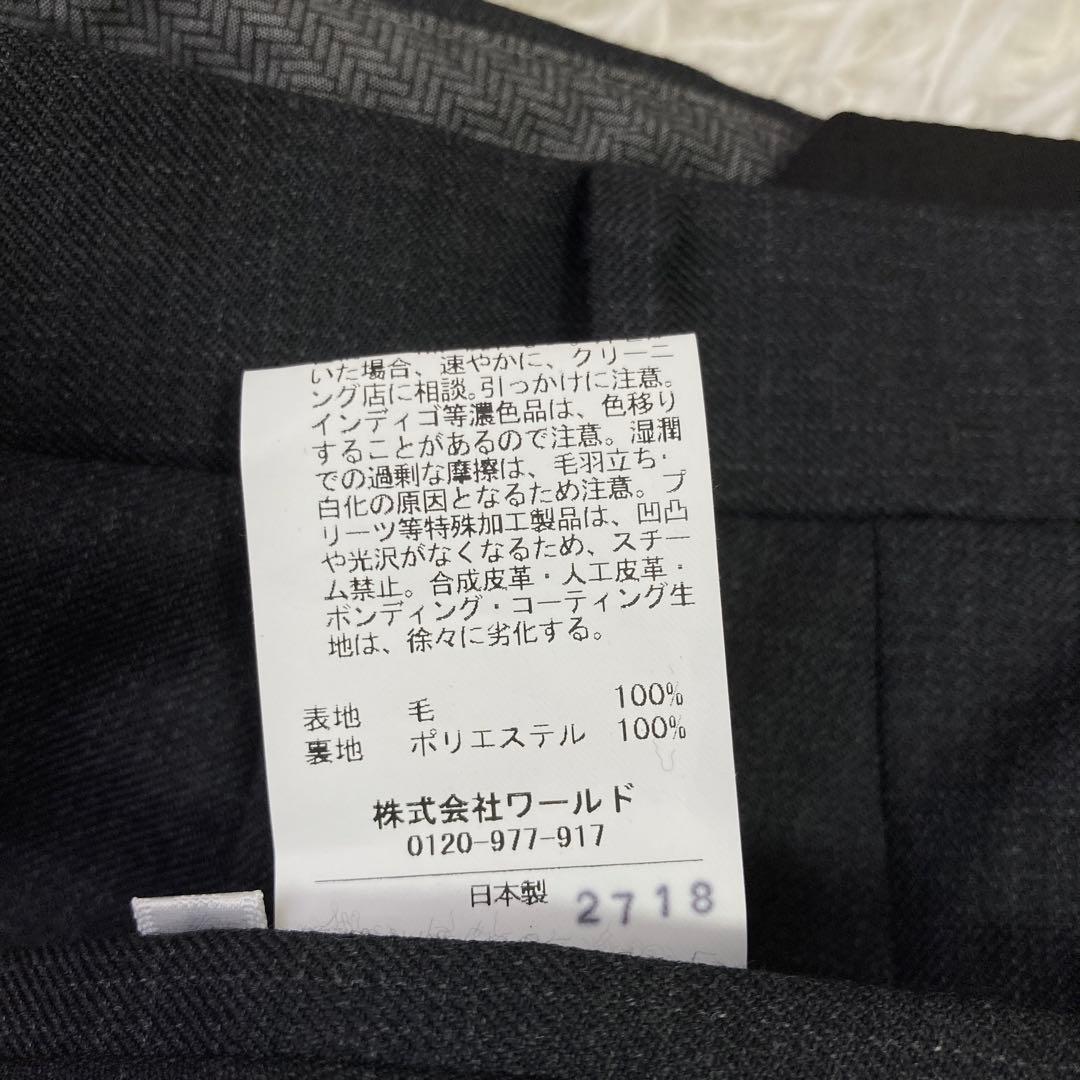 いた場合、速やかに、クリーニ
ング店に相談。引っかけに注意。
インディゴ等濃色品は、色移り
することがあるので注意。湿潤
での過剰な摩擦は、毛羽立ち・
白化の原因となるため注意。プ
リーツ等特殊加工製品は、凹凸
や光沢がなくなるため、スチー
ム禁止。合成皮革・人工皮革・
ボンディング・コーティング生
地は、徐々に劣化する。
表地 毛 100%
裏地 ポリエステル 100%
株式会社ワールド
0120-977-917
日本製 2718